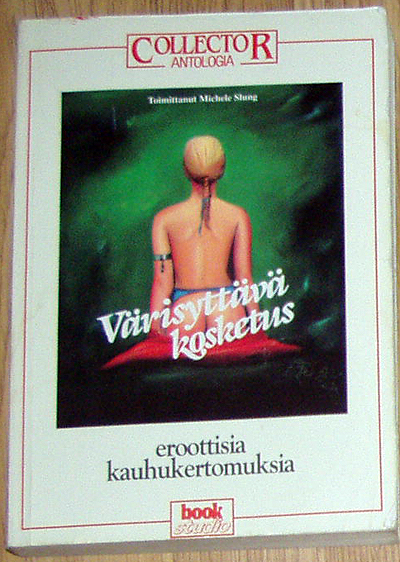 COLLECTOR
ANTOLOGIA
Toimittanut Michele Slung
Värisyttävä
kosketus
eroottisia
kauhukertomuksia
book
studio